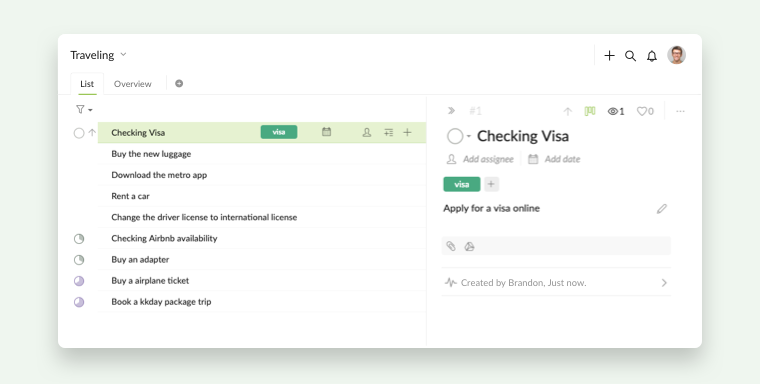 Traveling
List Overview
Checking Visa visa
Buy the new luggage
Download the metro app
Rent a car
Change the driver license to international license
Checking Airbnb availability
Buy an adapter
Buy a airplane ticket
Book a kkday package trip
#1 1 0
Checking Visa
Add assignee Add date
visa
Apply for a visa online
Created by Brandon, Just now.